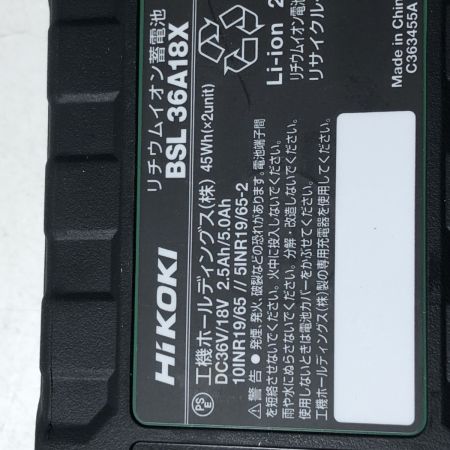 リチウムイオン蓄電池
BSL 36A18X
Li-ion 2
リチウムイオン電
リサイクルへ
Made in China
C363455A
HiKOKI
工機ホールディングス(株) 45Wh(×2unit)
DC36V/18V 2.5Ah/5.0Ah
10INR19/65 // 5INR19/65-2
PS
E
⚠警告 ● 発煙、発火、破裂などの恐れがあります。電池端子間
を短絡させないでください。火中に投入しないでください。
雨や水にぬらさないでください。分解・改造しないでください。
使用しないときは電池カバーをかぶせてください。
工機ホールディングス(株)製の専用充電器を使用してください。